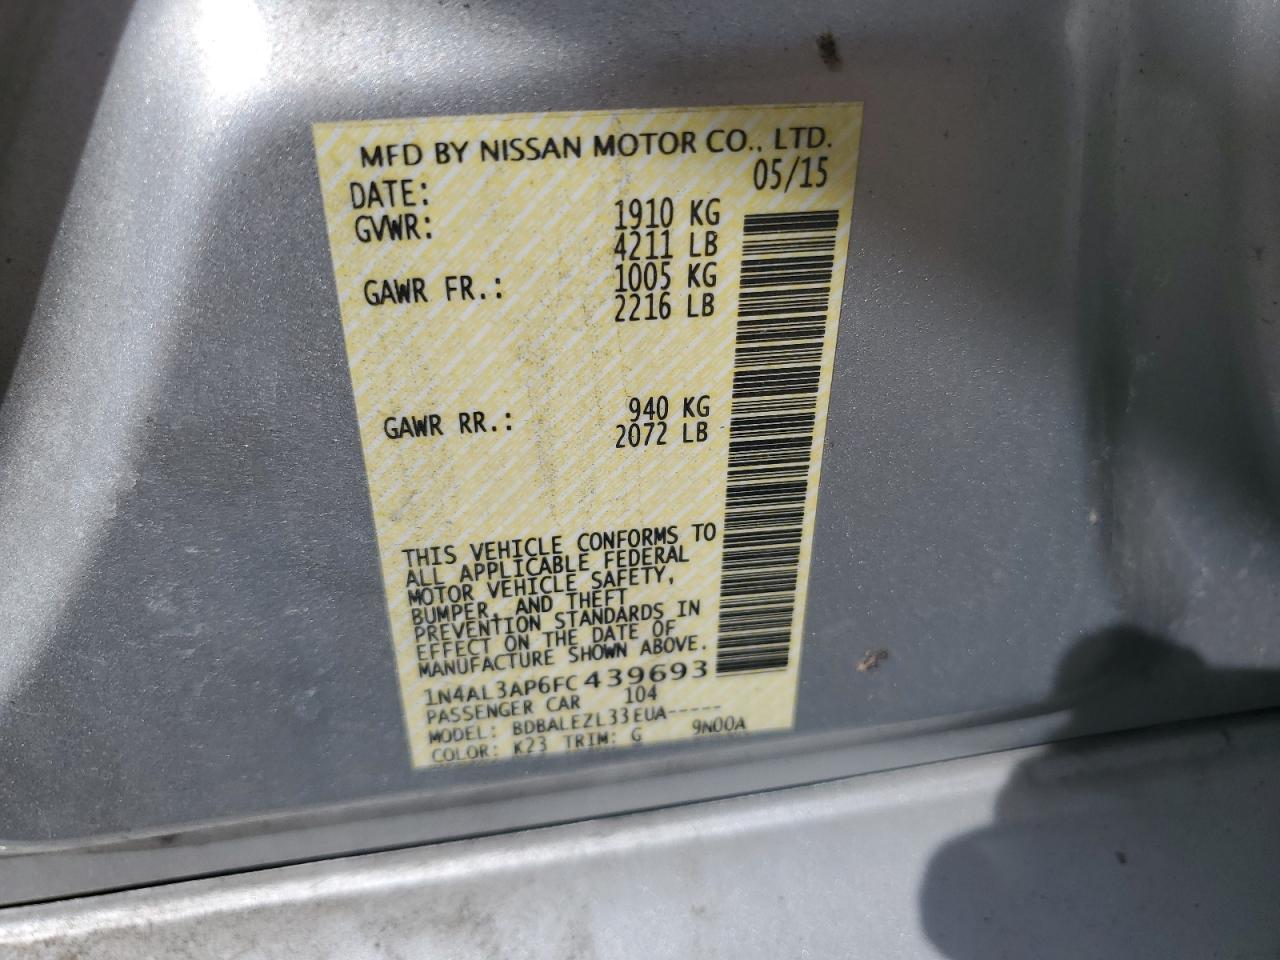 MFD BY NISSAN MOTOR CO., LTD.
DATE: 05/15
GVWR: 1910 KG
4211 LB
GAWR FR.: 1005 KG
2216 LB
GAWR RR.: 940 KG
2072 LB
THIS VEHICLE CONFORMS TO
ALL APPLICABLE FEDERAL
MOTOR VEHICLE SAFETY,
BUMPER, AND THEFT
PREVENTION STANDARDS IN
EFFECT ON THE DATE OF
MANUFACTURE SHOWN ABOVE.
1N4AL3AP6FC439693
PASSENGER CAR 104
MODEL: BDBALEZL33EUA-----
COLOR: K23 TRIM: G 9N00A